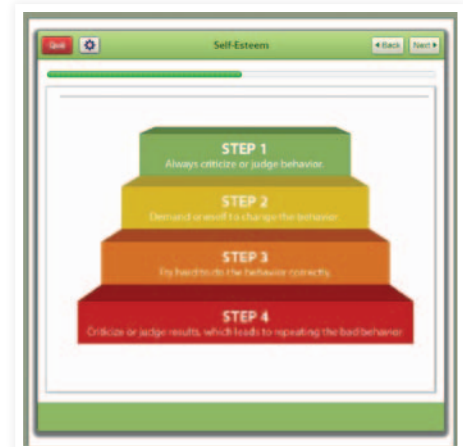 Quit Self-Esteem Back Next
STEP 1
Always criticize or judge behavior.
STEP 2
Demand oneself to change the behavior.
STEP 3
Try hard to do the behavior correctly.
STEP 4
Criticize or judge results, which leads to repeating the bad behavior.